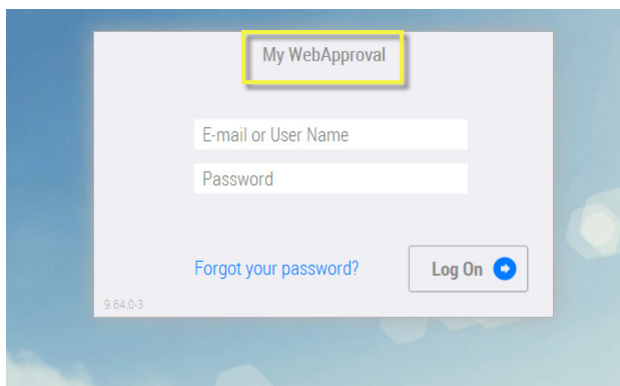 My WebApproval
E-mail or User Name
Password
Forgot your password?
Log On
9.64.0-3